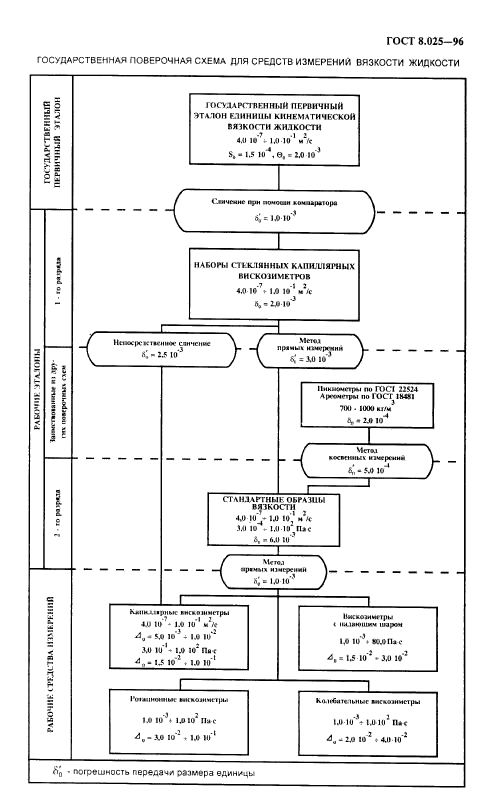 ГОСТ 8.025—96
ГОСУДАРСТВЕННАЯ ПОВЕРОЧНАЯ СХЕМА ДЛЯ СРЕДСТВ ИЗМЕРЕНИЙ ВЯЗКОСТИ ЖИДКОСТИ
ГОСУДАРСТВЕННЫЙ
ПЕРВИЧНЫЙ ЭТАЛОН
ГОСУДАРСТВЕННЫЙ ПЕРВИЧНЫЙ
ЭТАЛОН ЕДИНИЦЫ КИНЕМАТИЧЕСКОЙ
ВЯЗКОСТИ ЖИДКОСТИ
4,0 10⁻⁷ ÷ 1,0·10⁻¹ м²/с
S₀ = 1,5 10⁻⁴, Θ₀ = 2,0·10⁻³
Сличение при помощи компаратора
δ₀′ = 1,0·10⁻³
РАБОЧИЕ ЭТАЛОНЫ
1 - го разряда
НАБОРЫ СТЕКЛЯННЫХ КАПИЛЛЯРНЫХ
ВИСКОЗИМЕТРОВ
4,0·10⁻⁷ ÷ 1,0 10⁻¹ м²/с
δ₀ = 2,0·10⁻³
Непосредственное сличение
δ₀′ = 2,5 10⁻³
Метод
прямых измерений
δ₀′ = 3,0·10⁻³
Заимствованные из дру-
гих поверочных схем
Пикнометры по ГОСТ 22524
Ареометры по ГОСТ 18481
700 - 1000 кг/м³
δ₀ = 2,0·10⁻⁴
Метод
косвенных измерений
δ₀′ = 5,0 10⁻⁴
2 - го разряда
СТАНДАРТНЫЕ ОБРАЗЦЫ
ВЯЗКОСТИ
4,0 10⁻⁷ ÷ 1,0 10⁻¹ м²/с
3,0 10⁻⁴ ÷ 1,0·10² Па·с
δ₀ = 6,0 10⁻³
Метод
прямых измерений
δ₀′ = 1,0·10⁻³
РАБОЧИЕ СРЕДСТВА ИЗМЕРЕНИЙ
Капиллярные вискозиметры
4,0 10⁻⁷ ÷ 1,0 10⁻¹ м²/с
Δ₀ = 5,0·10⁻³ ÷ 1,0 10⁻²
3,0 10⁻¹ ÷ 1,0 10² Па·с
Δ₀ = 1,5 10⁻² ÷ 1,0 10⁻¹
Вискозиметры
с падающим шаром
1,0 10⁻³ ÷ 80,0 Па·с
Δ₀ = 1,5·10⁻² ÷ 3,0 10⁻²
Ротационные вискозиметры
1,0 10⁻³ ÷ 1,0 10² Па·с
Δ₀ = 3,0 10⁻² ÷ 1,0 10⁻¹
Колебательные вискозиметры
1,0·10⁻³ ÷ 1,0·10² Па·с
Δ₀ = 2,0 10⁻² ÷ 4,0·10⁻²
δ₀′ - погрешность передачи размера единицы